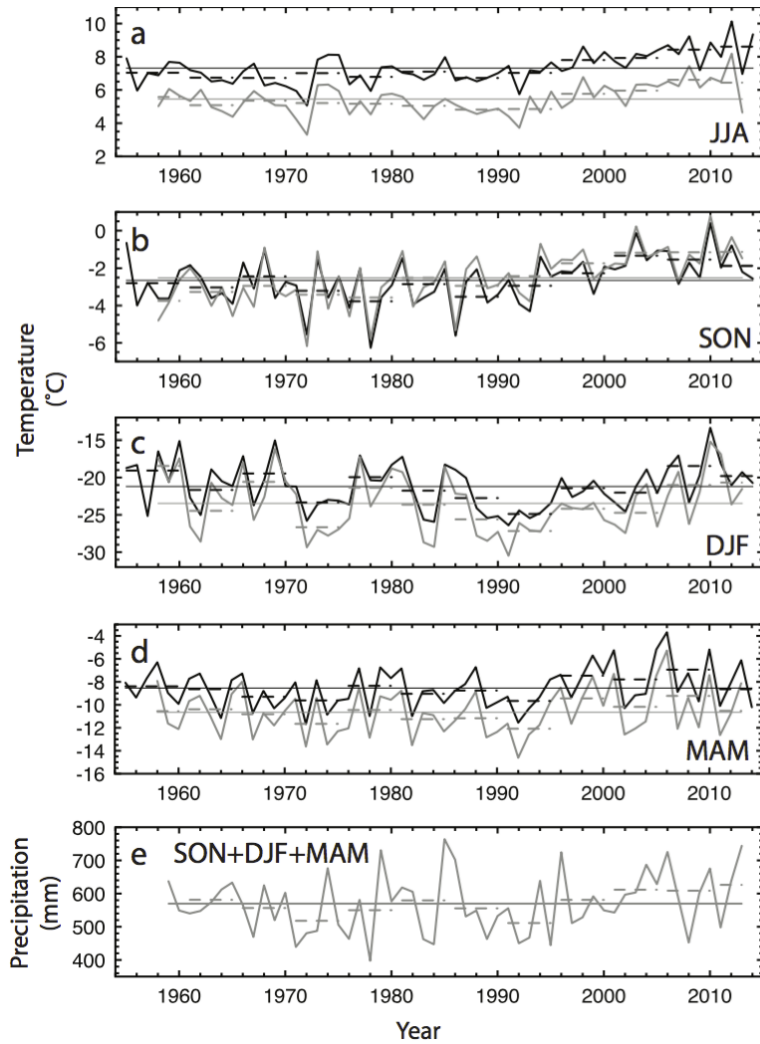 a
10
8
6
4
2
JJA
1960 1970 1980 1990 2000 2010
b
0
-2
-4
-6
SON
1960 1970 1980 1990 2000 2010
Temperature
(˚C)
c
-15
-20
-25
-30
DJF
1960 1970 1980 1990 2000 2010
d
-4
-6
-8
-10
-12
-14
-16
MAM
1960 1970 1980 1990 2000 2010
e SON+DJF+MAM
800
700
600
500
400
Precipitation
(mm)
1960 1970 1980 1990 2000 2010
Year